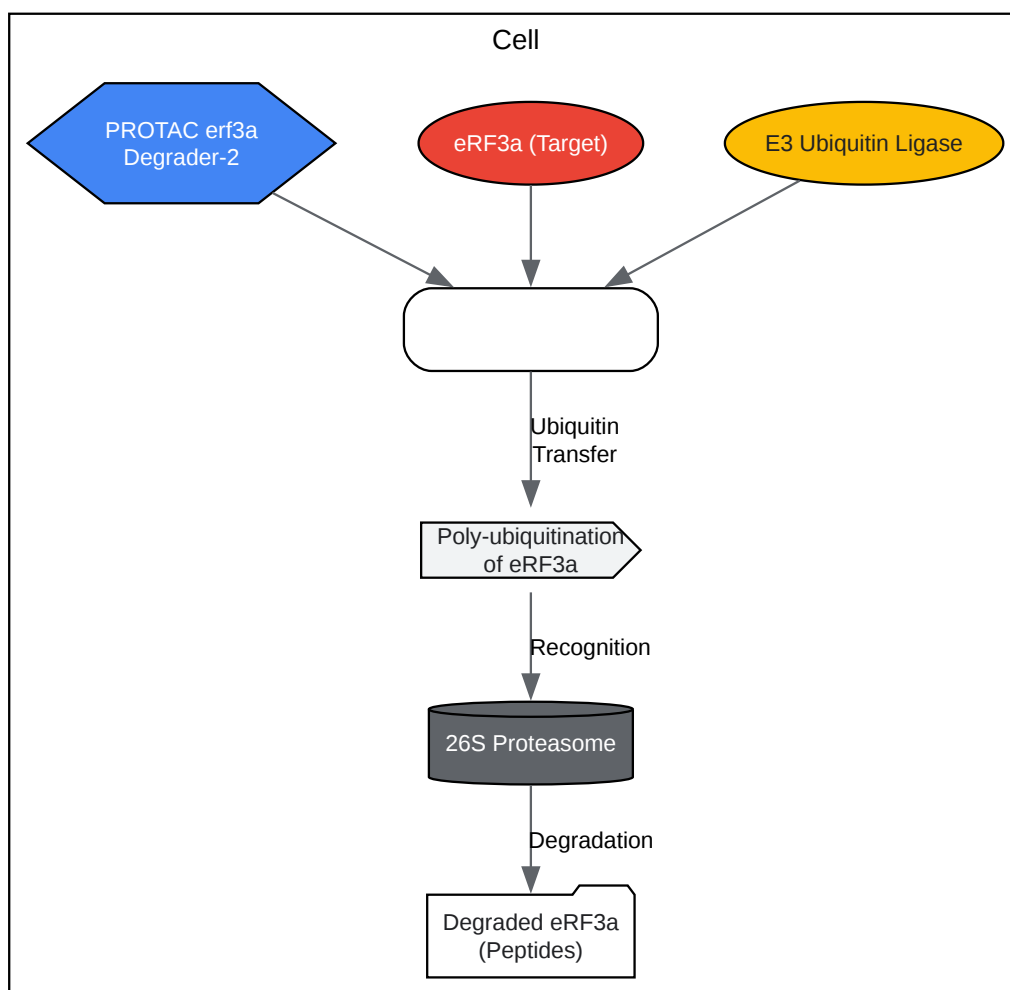 Cell
PROTAC erf3a
Degrader-2
eRF3a (Target)
E3 Ubiquitin Ligase
Ubiquitin
Transfer
Poly-ubiquitination
of eRF3a
Recognition
26S Proteasome
Degradation
Degraded eRF3a
(Peptides)